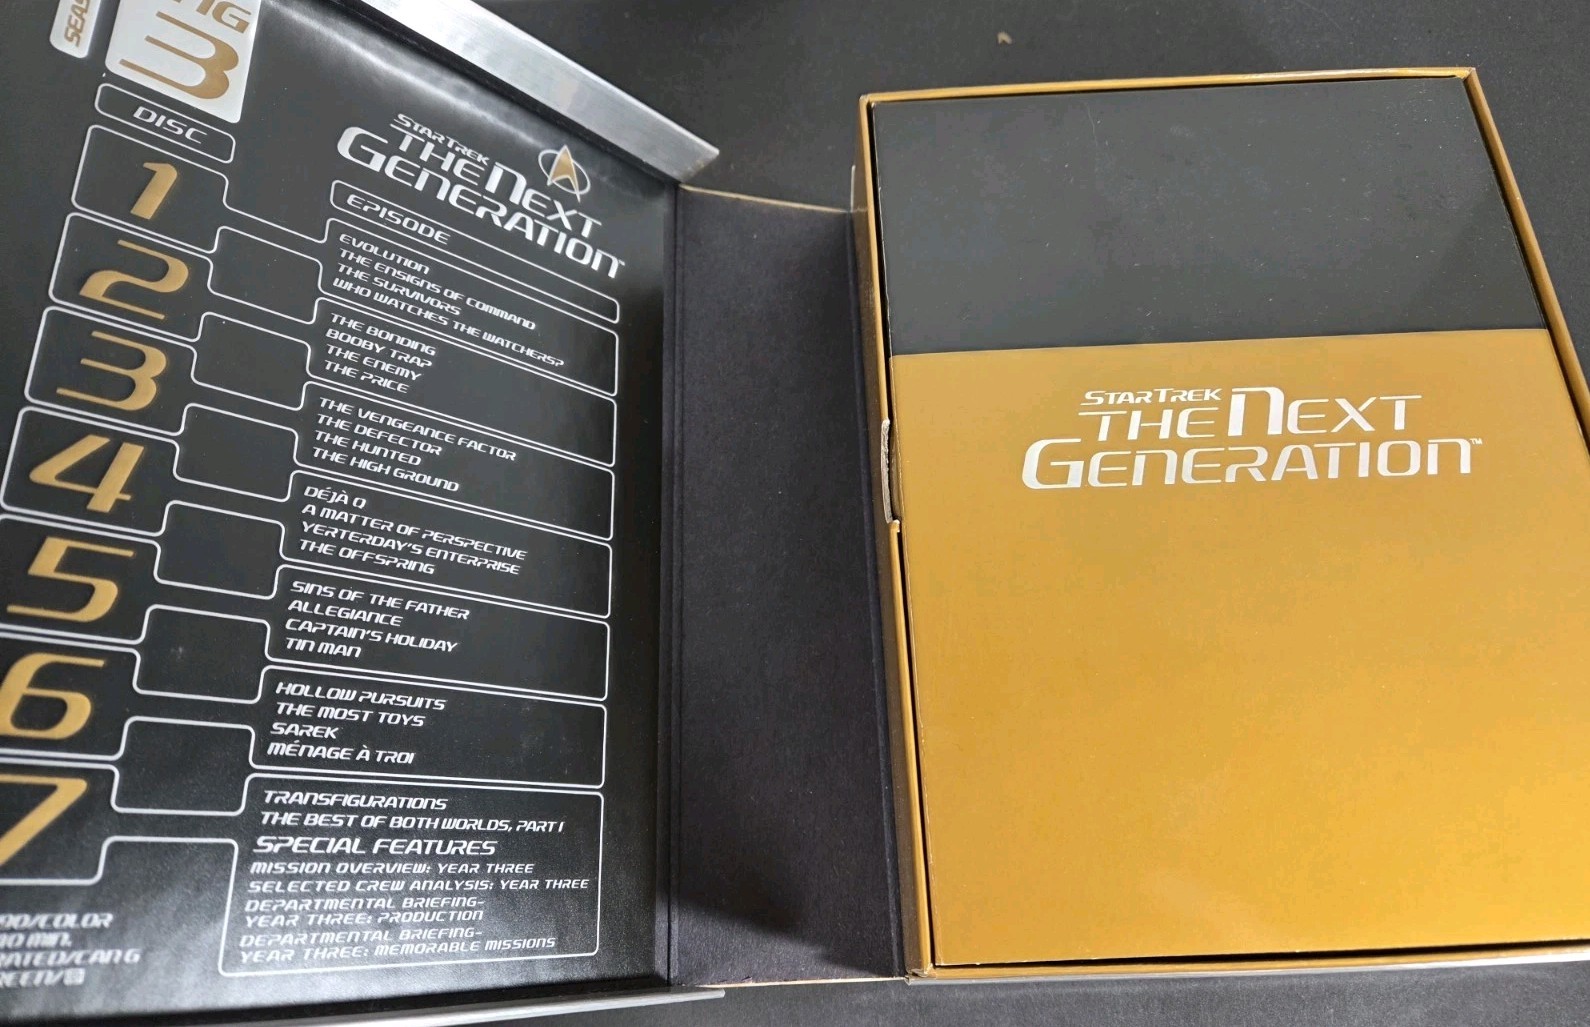 3
DISC
STAR TREK
THE NEXT
GENERATION™
EPISODE
1
EVOLUTION
THE ENSIGNS OF COMMAND
THE SURVIVORS
WHO WATCHES THE WATCHERS?
2
THE BONDING
BOOBY TRAP
THE ENEMY
THE PRICE
3
THE VENGEANCE FACTOR
THE DEFECTOR
THE HUNTED
THE HIGH GROUND
4
DÉJÀ Q
A MATTER OF PERSPECTIVE
YERTERDAY'S ENTERPRISE
THE OFFSPRING
5
SINS OF THE FATHER
ALLEGIANCE
CAPTAIN'S HOLIDAY
TIN MAN
6
HOLLOW PURSUITS
THE MOST TOYS
SAREK
MÉNAGE À TROI
7
TRANSFIGURATIONS
THE BEST OF BOTH WORLDS, PART I
SPECIAL FEATURES
MISSION OVERVIEW: YEAR THREE
SELECTED CREW ANALYSIS: YEAR THREE
DEPARTMENTAL BRIEFING-
YEAR THREE: PRODUCTION
DEPARTMENTAL BRIEFING-
YEAR THREE: MEMORABLE MISSIONS
90/COLOR
MIN.
STAR TREK
THE NEXT
GENERATION™